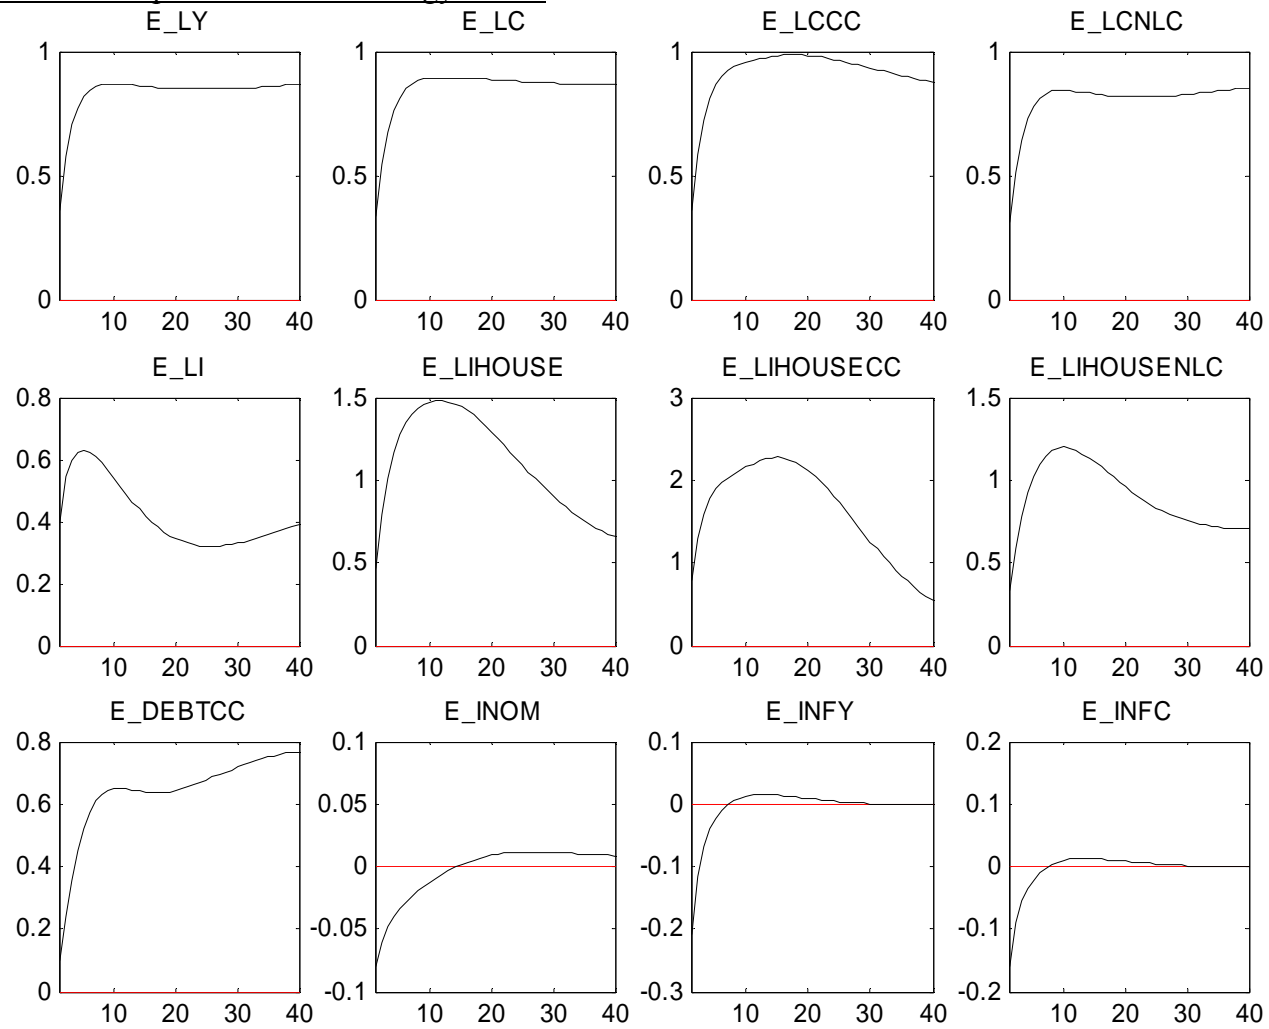 E_LY E_LC E_LCCC E_LCNLC
1 1 1 1
0.5 0.5 0.5 0.5
0 0 0 0
10 20 30 40 10 20 30 40 10 20 30 40 10 20 30 40
E_LI E_LIHOUSE E_LIHOUSECC E_LIHOUSENLC
0.8 1.5 3 1.5
0.6 1 2 1
0.4 0.5 1 0.5
0.2
0 0 0 0
10 20 30 40 10 20 30 40 10 20 30 40 10 20 30 40
E_DEBTCC E_INOM E_INFY E_INFC
0.8 0.1 0.1 0.2
0.6 0.05 0 0.1
0.4 0 -0.1 0
0.2 -0.05 -0.2 -0.1
0 -0.1 -0.3 -0.2
10 20 30 40 10 20 30 40 10 20 30 40 10 20 30 40